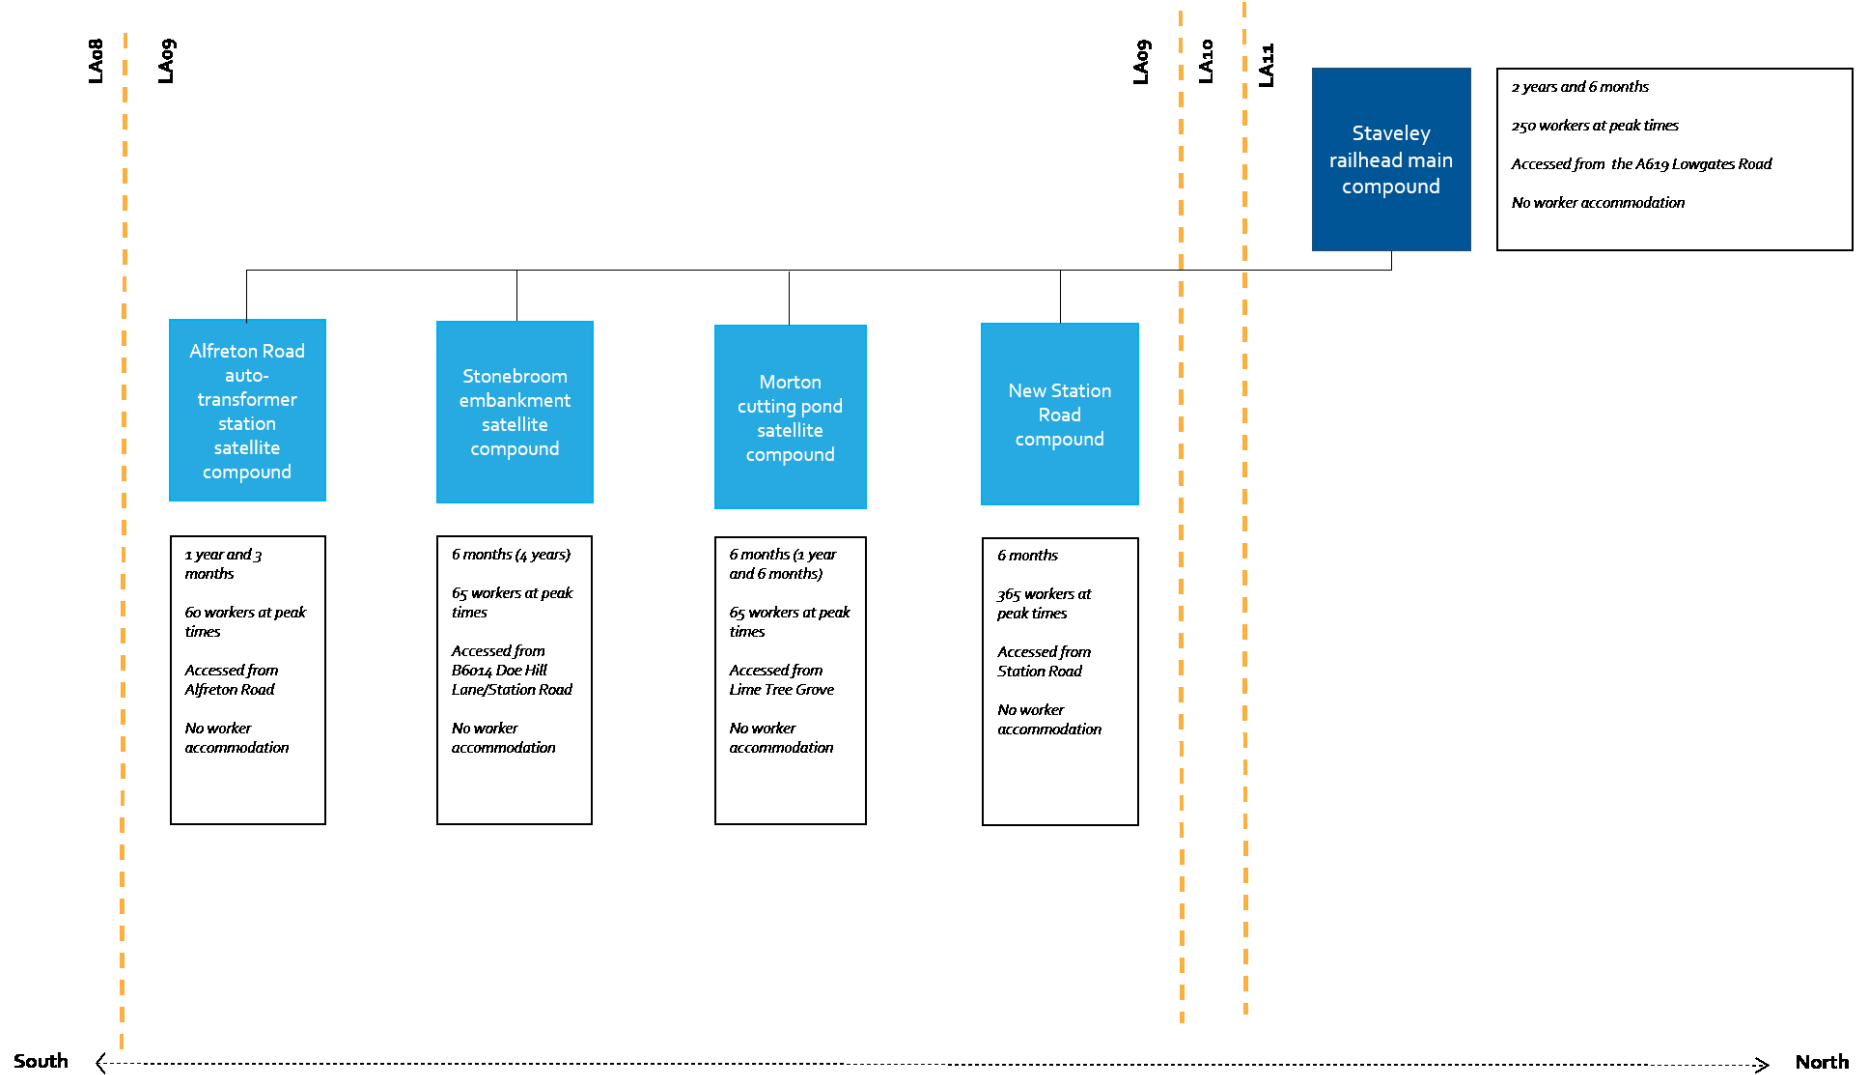 LA08
LA09
LA09
LA10
LA11
Staveley
railhead main
compound
2 years and 6 months
250 workers at peak times
Accessed from the A619 Lowgates Road
No worker accommodation
Alfreton Road
auto-
transformer
station
satellite
compound
Stonebroom
embankment
satellite
compound
Morton
cutting pond
satellite
compound
New Station
Road
compound
1 year and 3
months
60 workers at peak
times
Accessed from
Alfreton Road
No worker
accommodation
6 months (4 years)
65 workers at peak
times
Accessed from
B6014 Doe Hill
Lane/Station Road
No worker
accommodation
6 months (1 year
and 6 months)
65 workers at peak
times
Accessed from
Lime Tree Grove
No worker
accommodation
6 months
365 workers at
peak times
Accessed from
Station Road
No worker
accommodation
South
North